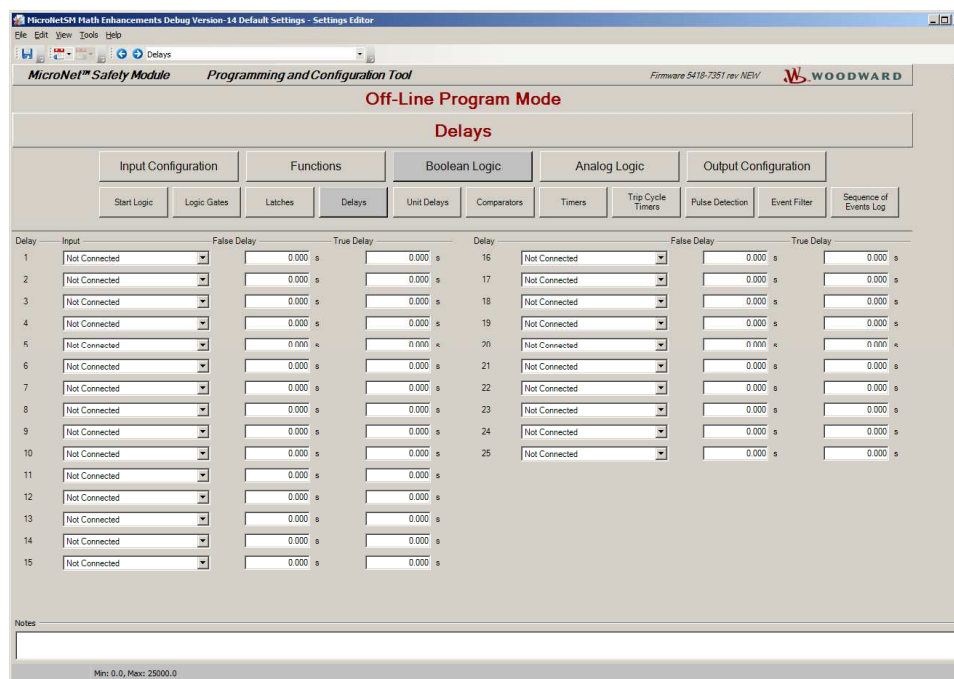 MicroNetSM Math Enhancements Debug Version-14 Default Settings - Settings Editor
File Edit View Tools Help
Delays
MicroNet™ Safety Module Programming and Configuration Tool Firmware 5418-7351 rev NEW WOODWARD
Off-Line Program Mode
Delays
Input Configuration Functions Boolean Logic Analog Logic Output Configuration
Start Logic Logic Gates Latches Delays Unit Delays Comparators Timers Trip Cycle Timers Pulse Detection Event Filter Sequence of Events Log
Delay Input False Delay True Delay Delay False Delay True Delay
1 Not Connected 0.000 s 0.000 s 16 Not Connected 0.000 s 0.000 s
2 Not Connected 0.000 s 0.000 s 17 Not Connected 0.000 s 0.000 s
3 Not Connected 0.000 s 0.000 s 18 Not Connected 0.000 s 0.000 s
4 Not Connected 0.000 s 0.000 s 19 Not Connected 0.000 s 0.000 s
5 Not Connected 0.000 s 0.000 s 20 Not Connected 0.000 s 0.000 s
6 Not Connected 0.000 s 0.000 s 21 Not Connected 0.000 s 0.000 s
7 Not Connected 0.000 s 0.000 s 22 Not Connected 0.000 s 0.000 s
8 Not Connected 0.000 s 0.000 s 23 Not Connected 0.000 s 0.000 s
9 Not Connected 0.000 s 0.000 s 24 Not Connected 0.000 s 0.000 s
10 Not Connected 0.000 s 0.000 s 25 Not Connected 0.000 s 0.000 s
11 Not Connected 0.000 s 0.000 s
12 Not Connected 0.000 s 0.000 s
13 Not Connected 0.000 s 0.000 s
14 Not Connected 0.000 s 0.000 s
15 Not Connected 0.000 s 0.000 s
Notes
Min: 0.0, Max: 25000.0